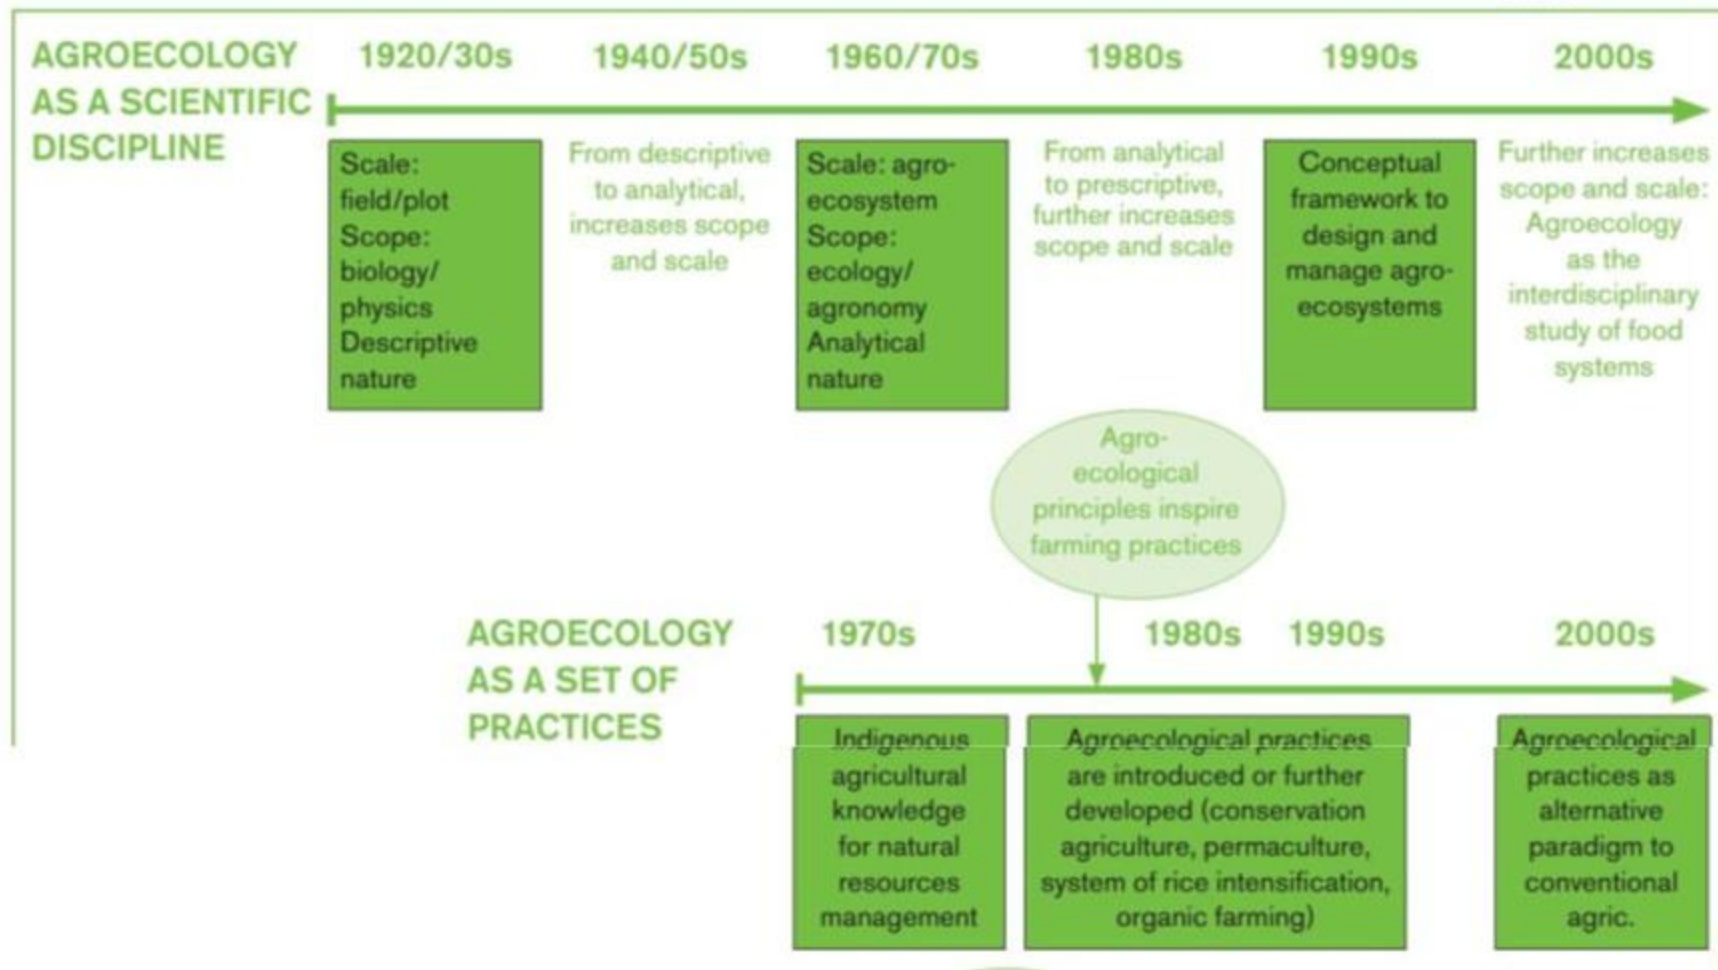 AGROECOLOGY
AS A SCIENTIFIC
DISCIPLINE
1920/30s
1940/50s
1960/70s
1980s
1990s
2000s
Scale:
field/plot
Scope:
biology/
physics
Descriptive
nature
From descriptive
to analytical,
increases scope
and scale
Scale: agro-
ecosystem
Scope:
ecology/
agronomy
Analytical
nature
From analytical
to prescriptive,
further increases
scope and scale
Conceptual
framework to
design and
manage agro-
ecosystems
Further increases
scope and scale:
Agroecology
as the
interdisciplinary
study of food
systems
Agro-
ecological
principles inspire
farming practices
AGROECOLOGY
AS A SET OF
PRACTICES
1970s
1980s
1990s
2000s
Indigenous
agricultural
knowledge
for natural
resources
management
Agroecological practices
are introduced or further
developed (conservation
agriculture, permaculture,
system of rice intensification,
organic farming)
Agroecological
practices as
alternative
paradigm to
conventional
agric.